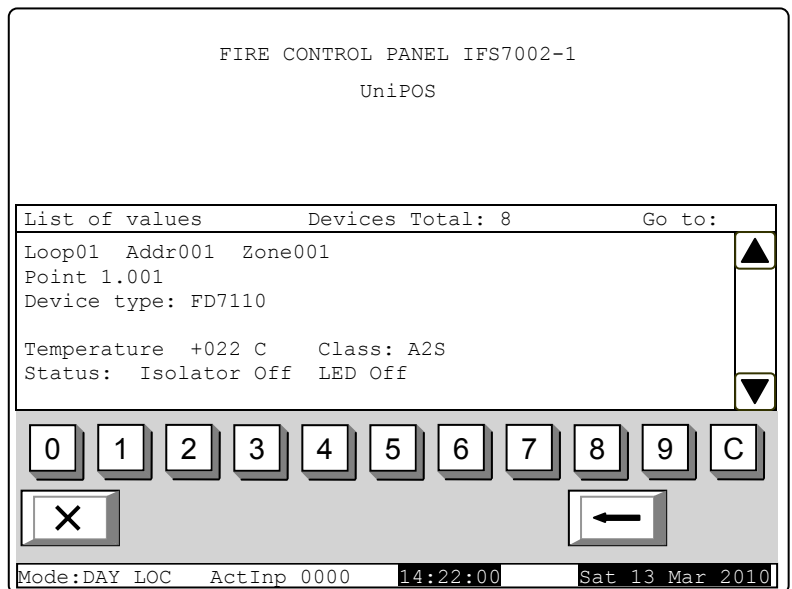 FIRE CONTROL PANEL IFS7002-1
UniPOS
List of values Devices Total: 8 Go to:
Loop01 Addr001 Zone001
Point 1.001
Device type: FD7110
Temperature +022 C Class: A2S
Status: Isolator Off LED Off
0 1 2 3 4 5 6 7 8 9 C
Mode:DAY LOC ActInp 0000 14:22:00 Sat 13 Mar 2010